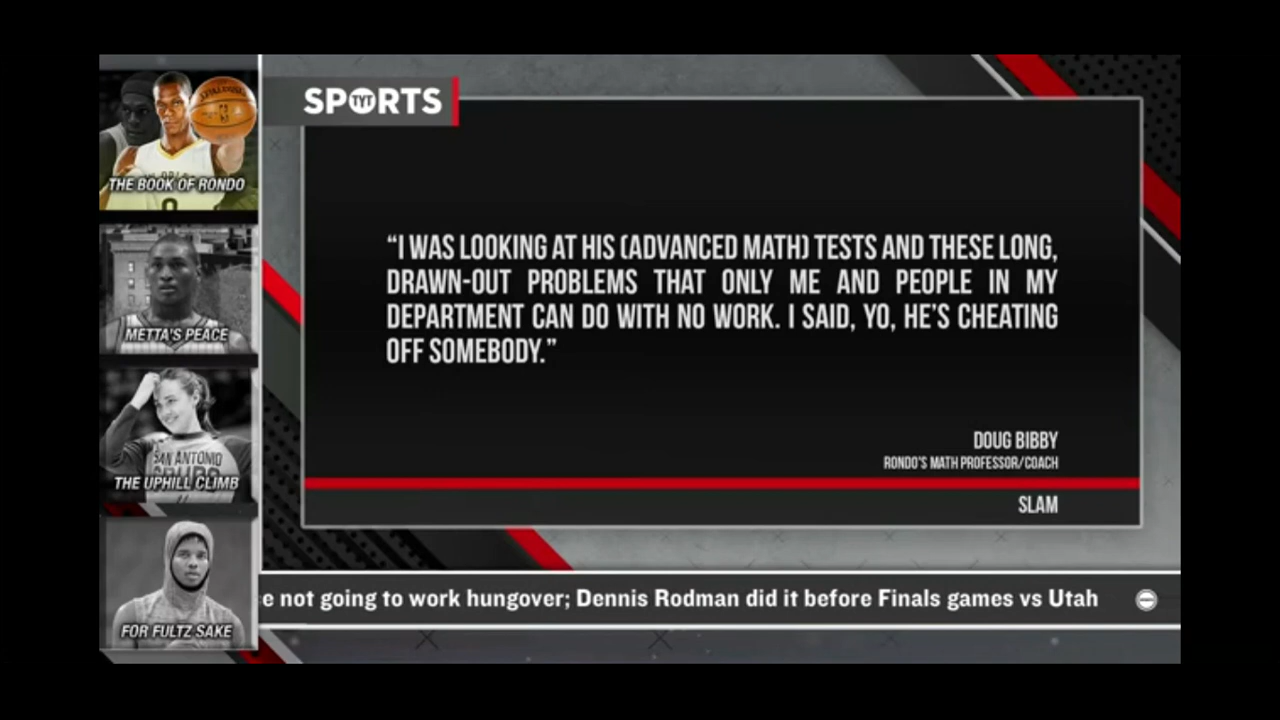 SPORTS
TYT
SPALDING
THE BOOK OF RONDO
METTA'S PEACE
SAN ANTONIO
SPURS
THE UPHILL CLIMB
FOR FULTZ SAKE
“I WAS LOOKING AT HIS (ADVANCED MATH) TESTS AND THESE LONG,
DRAWN-OUT PROBLEMS THAT ONLY ME AND PEOPLE IN MY
DEPARTMENT CAN DO WITH NO WORK. I SAID, YO, HE’S CHEATING
OFF SOMEBODY.”
DOUG BIBBY
RONDO'S MATH PROFESSOR/COACH
SLAM
e not going to work hungover; Dennis Rodman did it before Finals games vs Utah